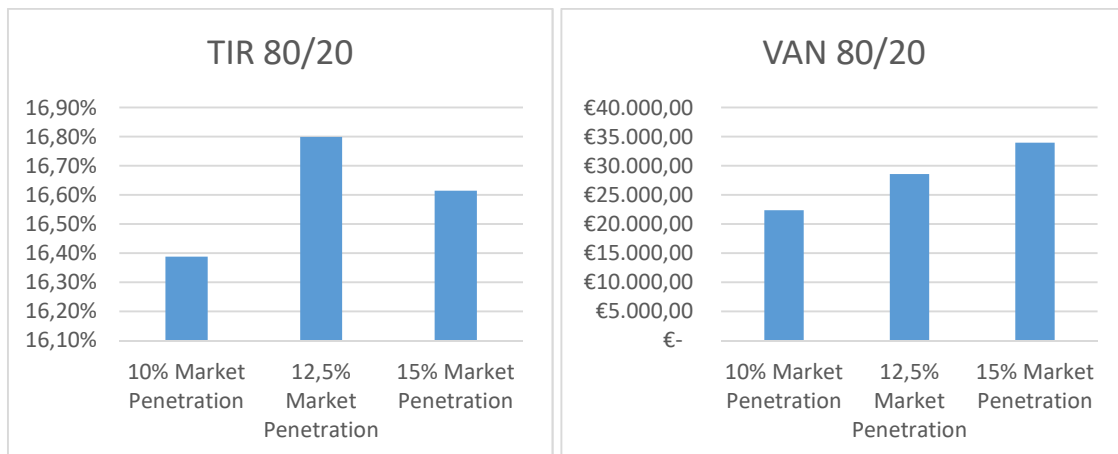 TIR 80/20
16,90%
16,80%
16,70%
16,60%
16,50%
16,40%
16,30%
16,20%
16,10%
10% Market
Penetration
12,5%
Market
Penetration
15% Market
Penetration
VAN 80/20
€40.000,00
€35.000,00
€30.000,00
€25.000,00
€20.000,00
€15.000,00
€10.000,00
€5.000,00
€-
10% Market
Penetration
12,5%
Market
Penetration
15% Market
Penetration